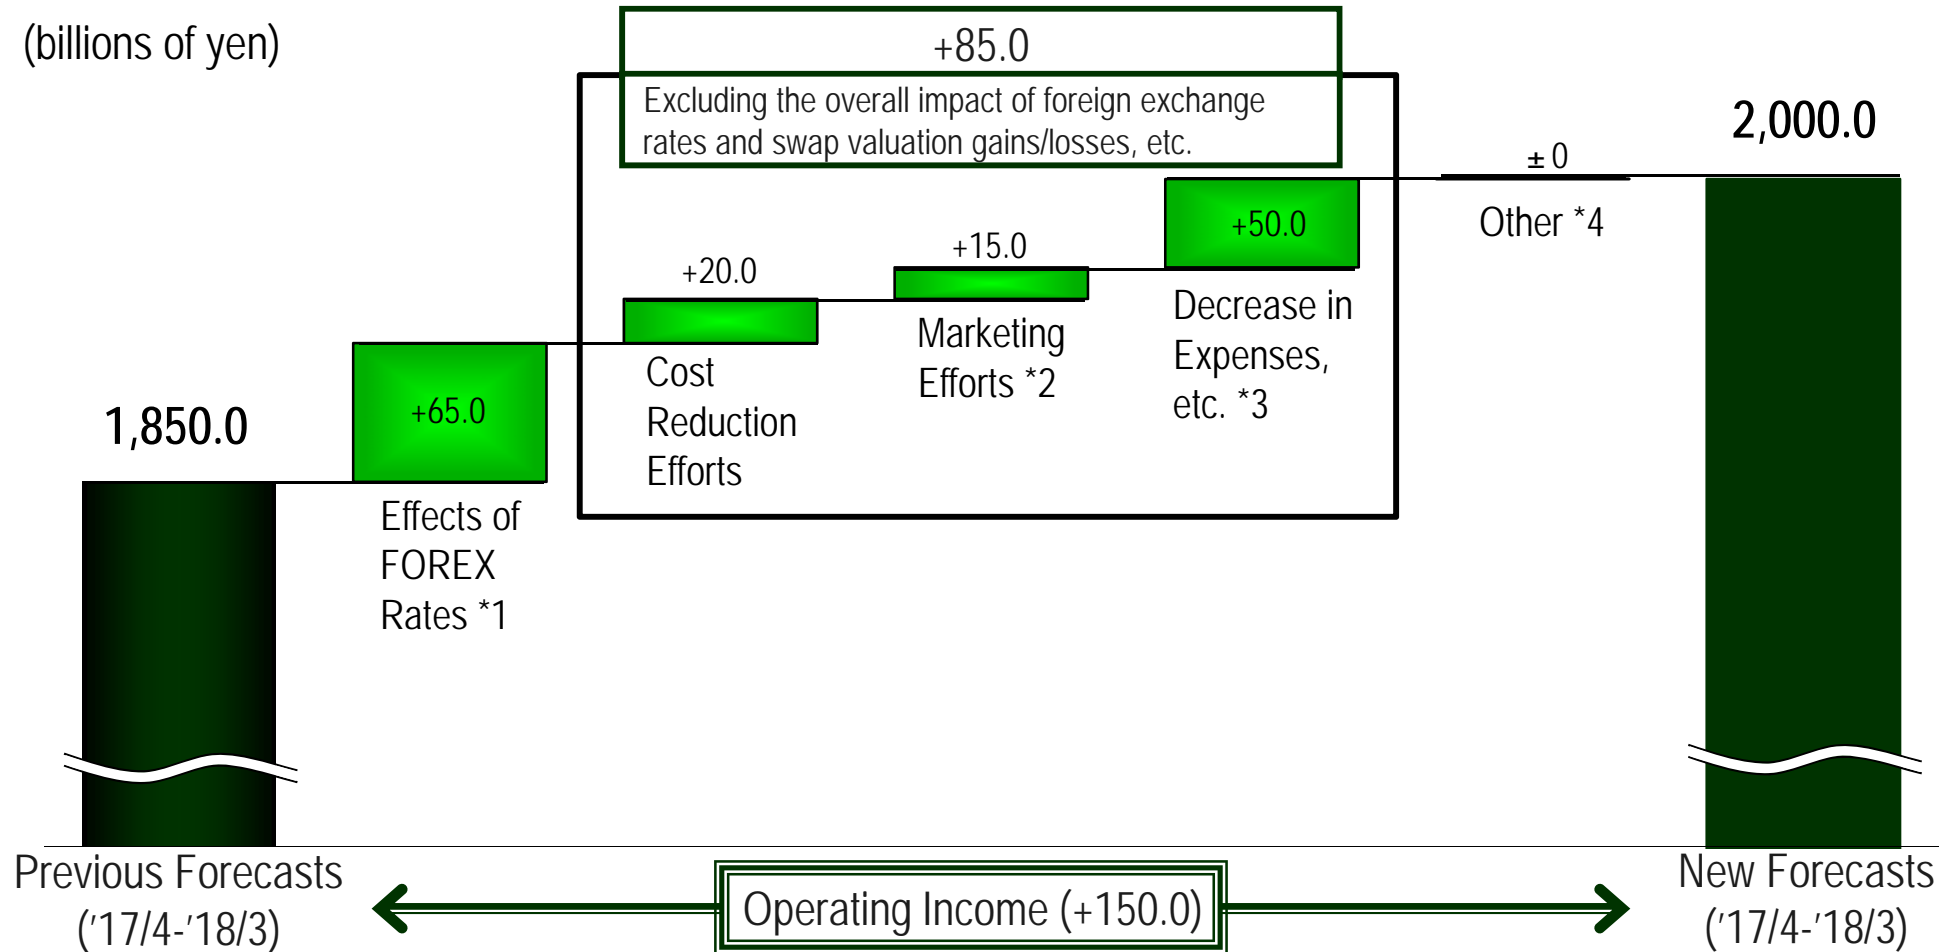 (billions of yen)
+85.0
Excluding the overall impact of foreign exchange
rates and swap valuation gains/losses, etc.
2,000.0
± 0
Other *4
+50.0
+15.0
+20.0
Decrease in
Expenses,
etc. *3
Marketing
Efforts *2
Cost
Reduction
Efforts
+65.0
1,850.0
Effects of
FOREX
Rates *1
Previous Forecasts
('17/4-'18/3)
Operating Income (+150.0)
New Forecasts
('17/4-'18/3)